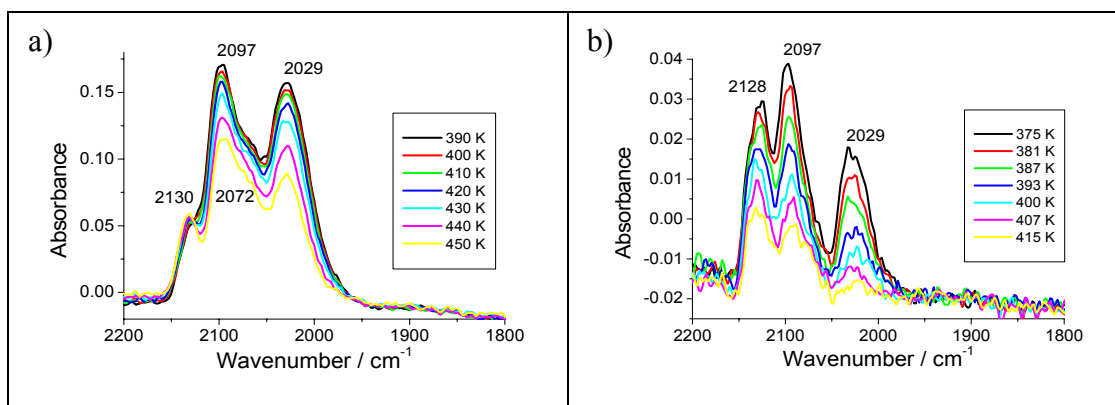 a)
2097
2029
2130
2072
0.15
0.10
0.05
0.00
Absorbance
2200
2100
2000
1900
1800
Wavenumber / cm-1
390 K
400 K
410 K
420 K
430 K
440 K
450 K
b)
2097
2128
2029
0.04
0.03
0.02
0.01
0.00
-0.01
-0.02
Absorbance
2200
2100
2000
1900
1800
Wavenumber / cm-1
375 K
381 K
387 K
393 K
400 K
407 K
415 K